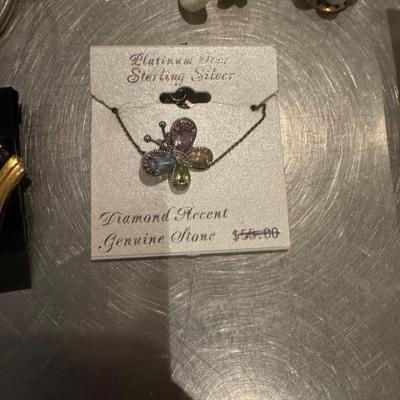 Platinum Over
Sterling Silver
Diamond Accent
Genuine Stone $55.00